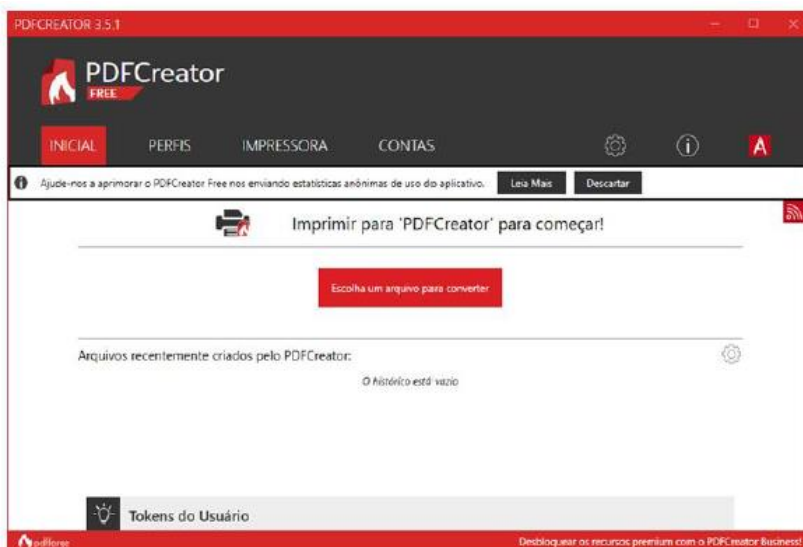 PDFCREATOR 3.5.1
PDFCreator
FREE
INICIAL PERFIS IMPRESSORA CONTAS
Ajude-nos a aprimorar o PDFCreator Free nos enviando estatísticas anônimas de uso do aplicativo. Leia Mais Descartar
Imprimir para 'PDFCreator' para começar!
Escolha um arquivo para converter
Arquivos recentemente criados pelo PDFCreator:
O histórico está vazio
Tokens do Usuário
pdfforge Desbloquear os recursos premium com o PDFCreator Business!